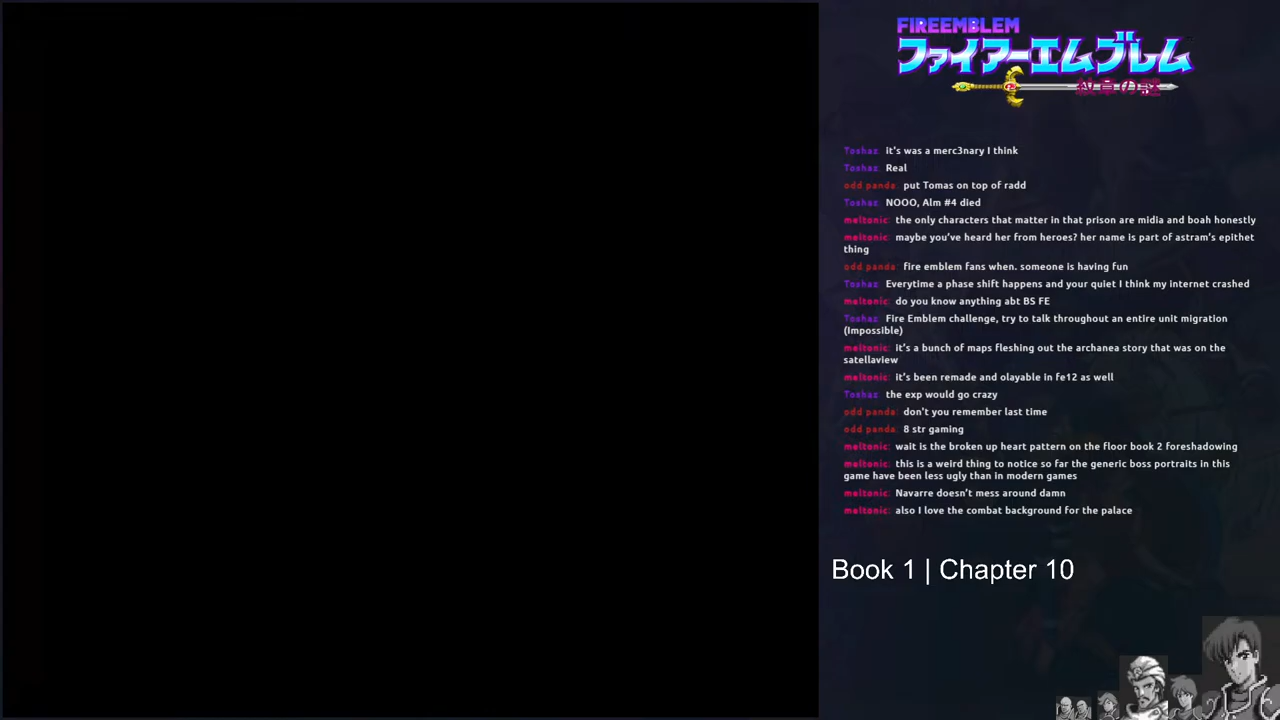 FIREEMBLEM
ファイアーエムブレム
紋章の謎
Toshaz: it's was a merc3nary I think
Toshaz: Real
odd panda: put Tomas on top of radd
Toshaz: NOOO, Alm #4 died
meltonic: the only characters that matter in that prison are midia and boah honestly
meltonic: maybe you've heard her from heroes? her name is part of astram's epithet
thing
odd panda: fire emblem fans when. someone is having fun
Toshaz: Everytime a phase shift happens and your quiet I think my internet crashed
meltonic: do you know anything abt BS FE
Toshaz: Fire Emblem challenge, try to talk throughout an entire unit migration
(Impossible)
meltonic: it's a bunch of maps fleshing out the archanea story that was on the
satellaview
meltonic: it's been remade and olayable in fe12 as well
Toshaz: the exp would go crazy
odd panda: don't you remember last time
odd panda: 8 str gaming
meltonic: wait is the broken up heart pattern on the floor book 2 foreshadowing
meltonic: this is a weird thing to notice so far the generic boss portraits in this
game have been less ugly than in modern games
meltonic: Navarre doesn't mess around damn
meltonic: also I love the combat background for the palace
Book 1 | Chapter 10